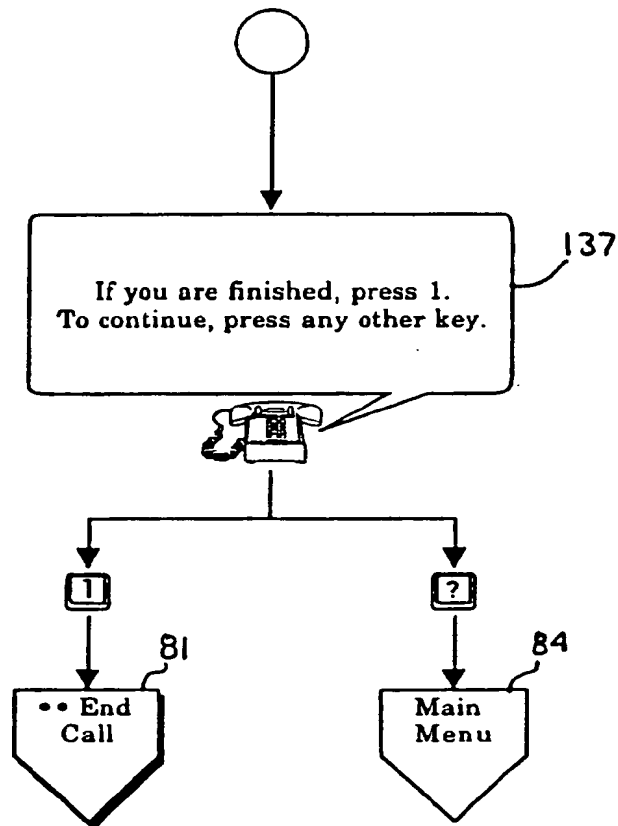 137
If you are finished, press 1.
To continue, press any other key.
1
?
81
84
•• End
Call
Main
Menu